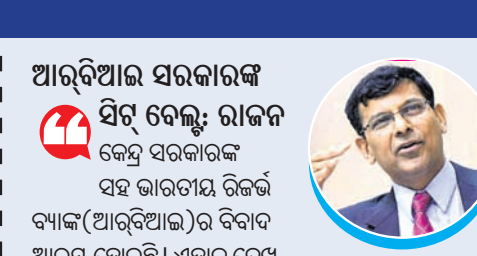 ଆର୍‌ବିଆଇ ସରକାରଙ୍କ
ସିଟ୍ ବେଲ୍ଟ: ରାଜନ
କେନ୍ଦ୍ର ସରକାରଙ୍କ
ସହ ଭାରତୀୟ ରିଜର୍ଭ
ବ୍ୟାଙ୍କ(ଆର୍‌ବିଆଇ)ର ବିବାଦ